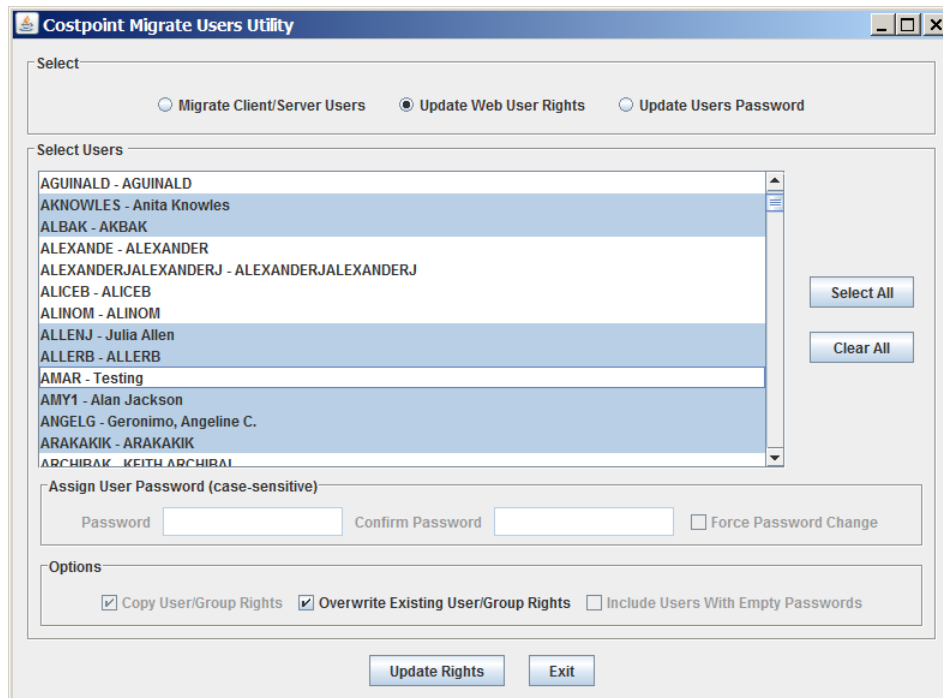 Costpoint Migrate Users Utility
Select
Migrate Client/Server Users Update Web User Rights Update Users Password
Select Users
AGUINALD - AGUINALD
AKNOWLES - Anita Knowles
ALBAK - AKBAK
ALEXANDE - ALEXANDER
ALEXANDERJALEXANDERJ - ALEXANDERJALEXANDERJ
ALICEB - ALICEB
ALINOM - ALINOM
ALLENJ - Julia Allen
ALLERB - ALLERB
AMAR - Testing
AMY1 - Alan Jackson
ANGELG - Geronimo, Angeline C.
ARAKAKIK - ARAKAKIK
ARCHIBAK - KEITH ARCHIBAL
Select All
Clear All
Assign User Password (case-sensitive)
Password Confirm Password Force Password Change
Options
Copy User/Group Rights Overwrite Existing User/Group Rights Include Users With Empty Passwords
Update Rights Exit